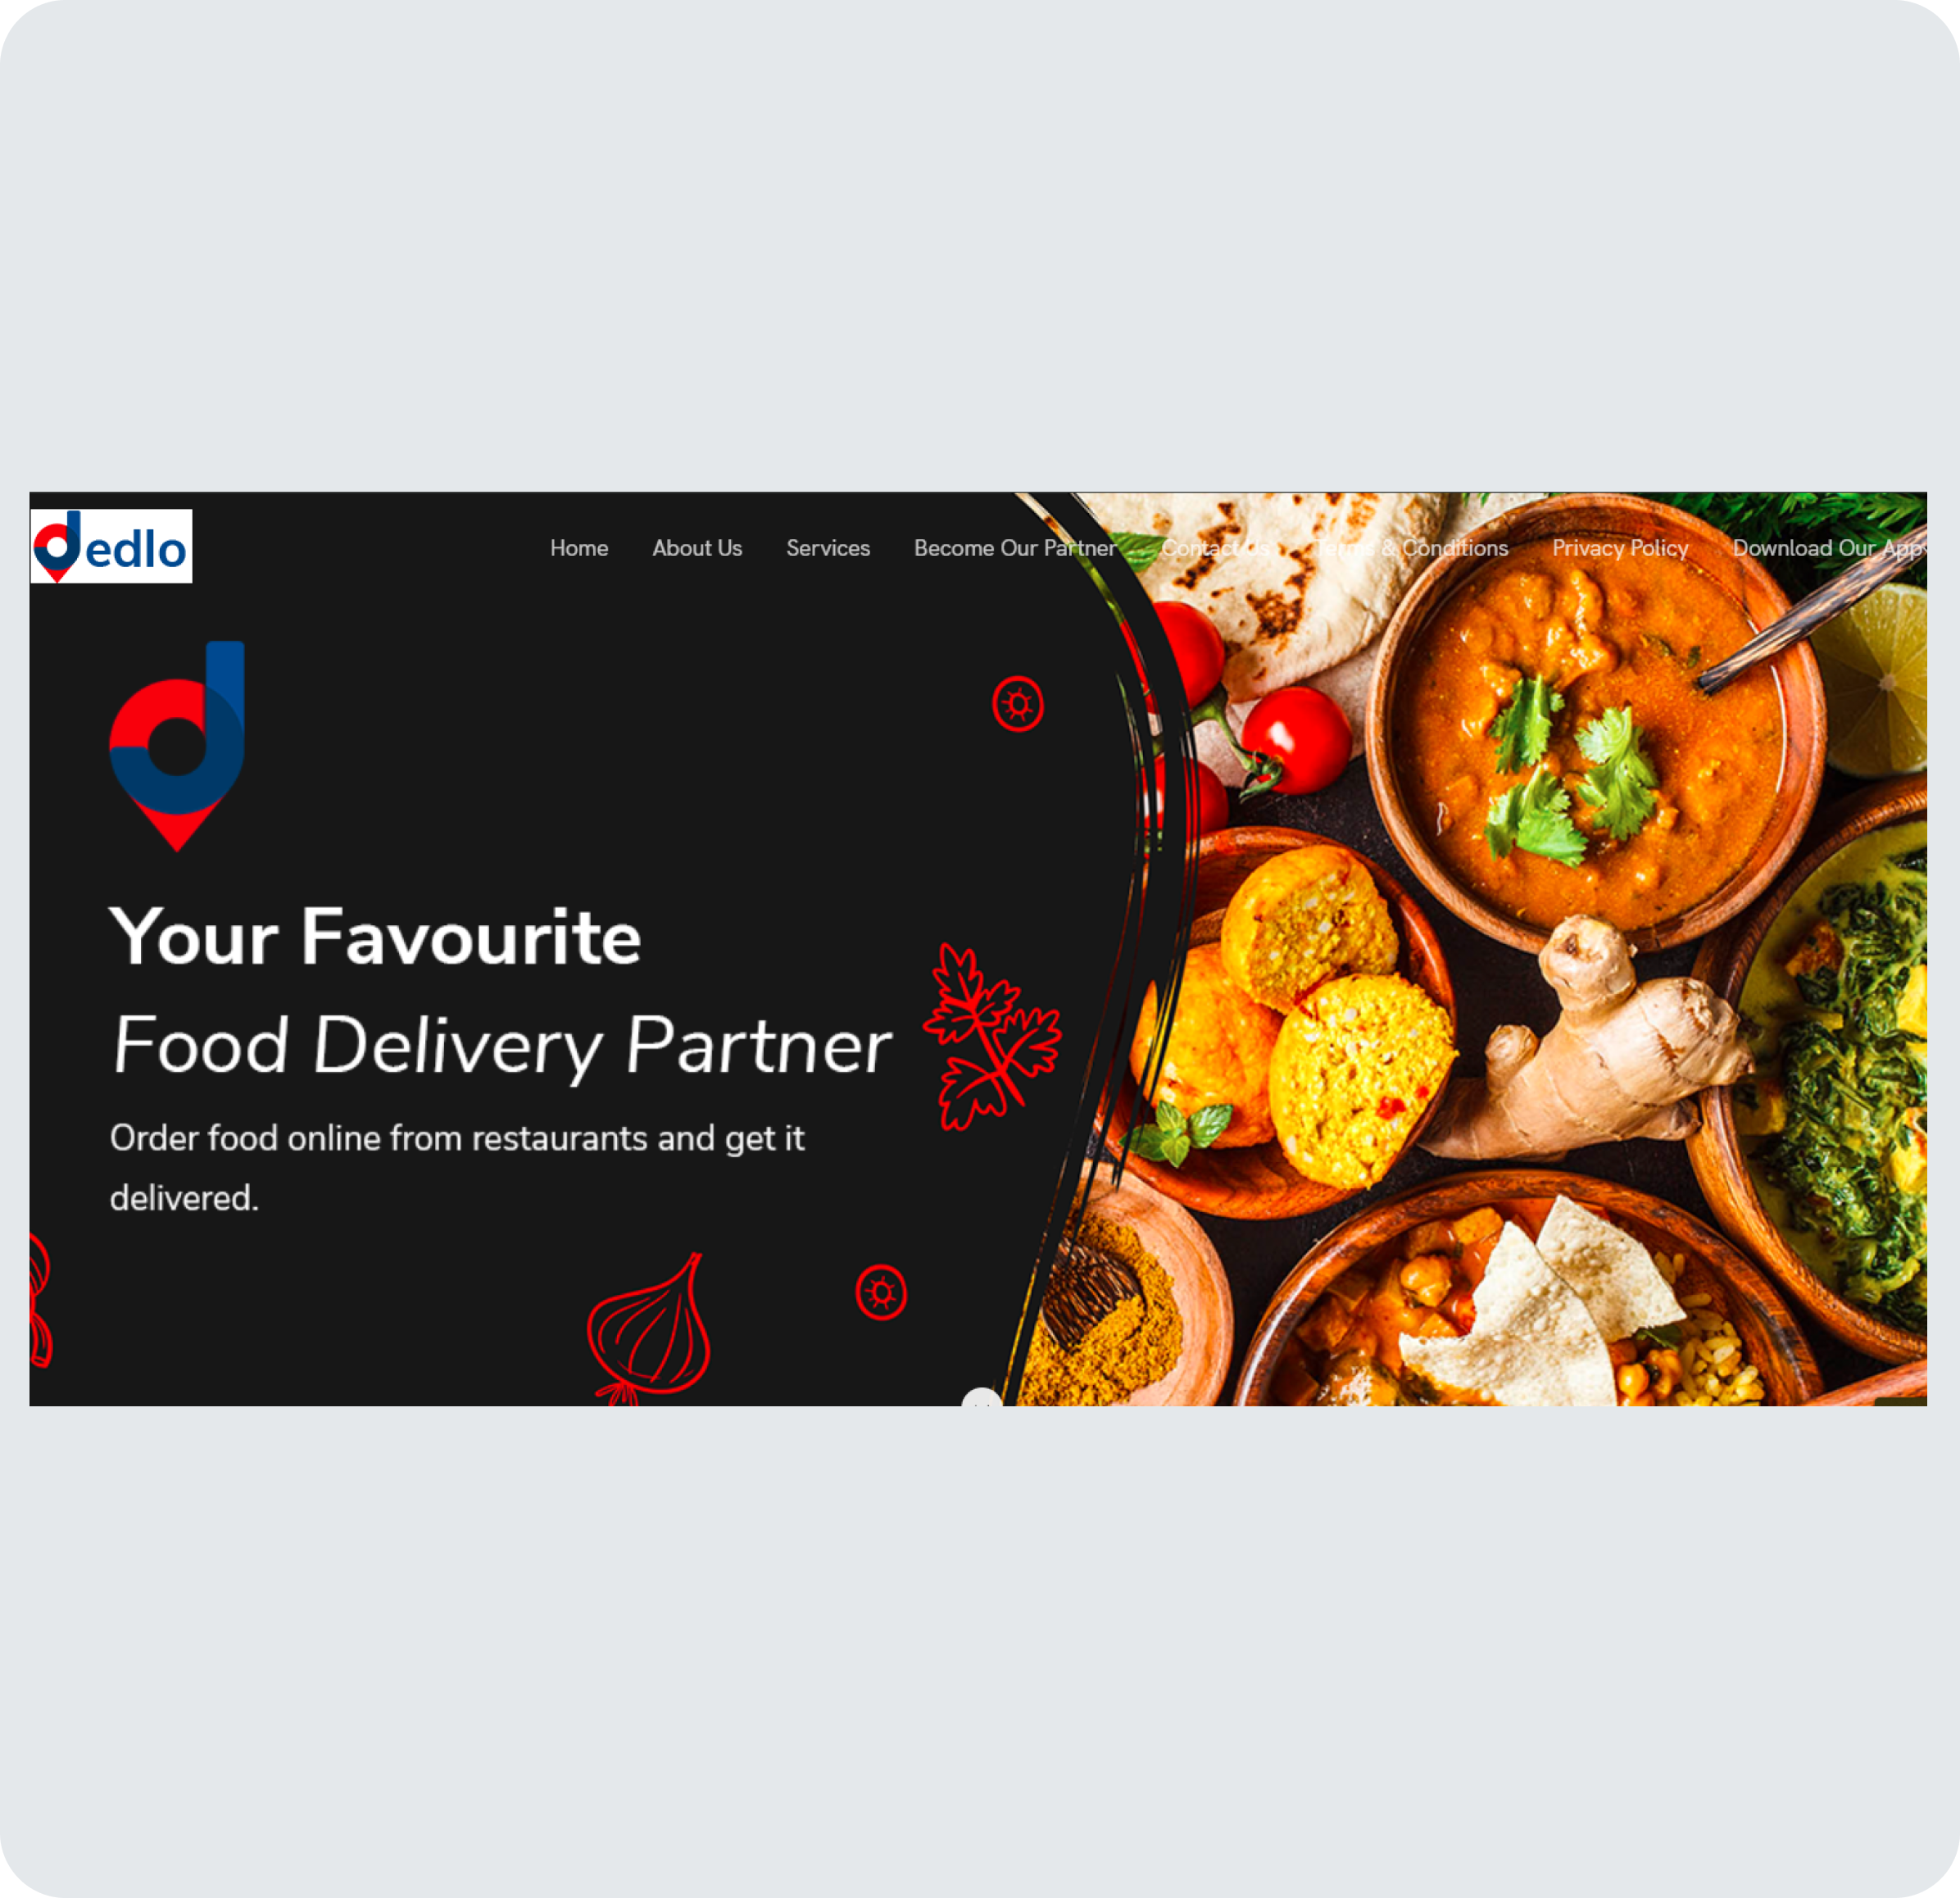 dedlo
Home About Us Services Become Our Partner Contact Us Terms & Conditions Privacy Policy Download Our App
Your Favourite
Food Delivery Partner
Order food online from restaurants and get it
delivered.